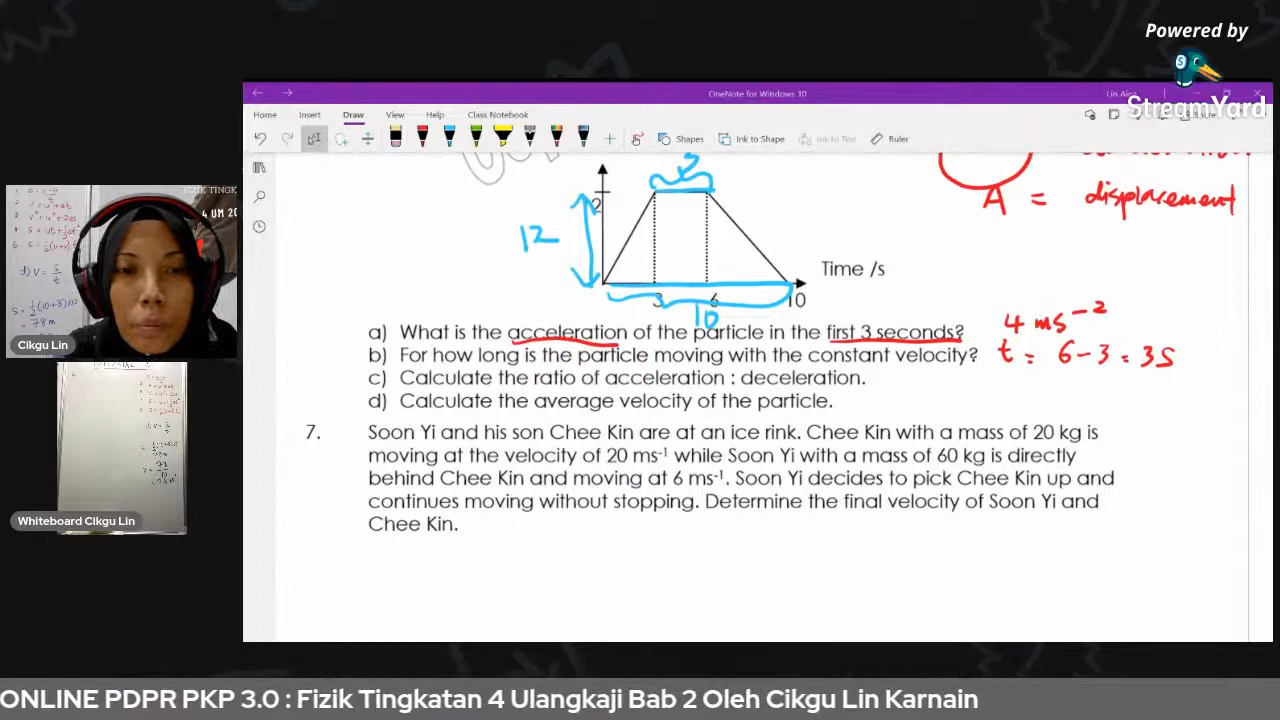 Powered by
StreamYard
OneNote for Windows 10
Home Insert Draw View Help Class Notebook
Shapes Ink to Shape Ink to Text Ruler
3
2
12
Time /s
3 6 10
10
A = displacement
a) What is the acceleration of the particle in the first 3 seconds? 4 ms-2
b) For how long is the particle moving with the constant velocity? t = 6-3 = 3s
c) Calculate the ratio of acceleration : deceleration.
d) Calculate the average velocity of the particle.
7. Soon Yi and his son Chee Kin are at an ice rink. Chee Kin with a mass of 20 kg is
moving at the velocity of 20 ms-1 while Soon Yi with a mass of 60 kg is directly
behind Chee Kin and moving at 6 ms-1. Soon Yi decides to pick Chee Kin up and
continues moving without stopping. Determine the final velocity of Soon Yi and
Chee Kin.
FIZIK TING
4 UM 20
d) V = s/t
= 78 m
Cikgu Lin
Whiteboard Cikgu Lin
ONLINE PDPR PKP 3.0 : Fizik Tingkatan 4 Ulangkaji Bab 2 Oleh Cikgu Lin Karnain